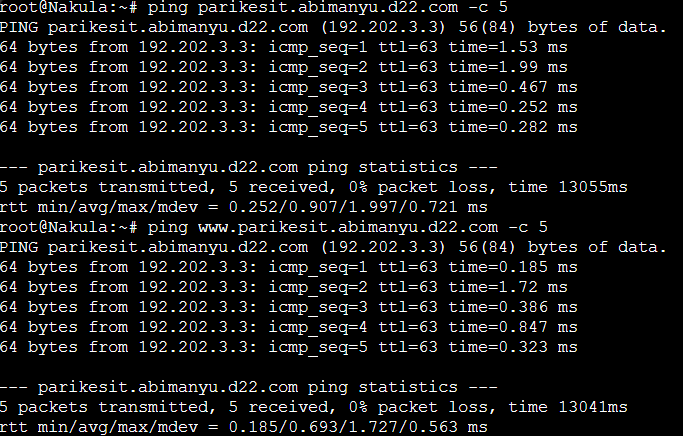 root@Nakula:~# ping parikesit.abimanyu.d22.com -c 5
PING parikesit.abimanyu.d22.com (192.202.3.3) 56(84) bytes of data.
64 bytes from 192.202.3.3: icmp_seq=1 ttl=63 time=1.53 ms
64 bytes from 192.202.3.3: icmp_seq=2 ttl=63 time=1.99 ms
64 bytes from 192.202.3.3: icmp_seq=3 ttl=63 time=0.467 ms
64 bytes from 192.202.3.3: icmp_seq=4 ttl=63 time=0.252 ms
64 bytes from 192.202.3.3: icmp_seq=5 ttl=63 time=0.282 ms
--- parikesit.abimanyu.d22.com ping statistics ---
5 packets transmitted, 5 received, 0% packet loss, time 13055ms
rtt min/avg/max/mdev = 0.252/0.907/1.997/0.721 ms
root@Nakula:~# ping www.parikesit.abimanyu.d22.com -c 5
PING parikesit.abimanyu.d22.com (192.202.3.3) 56(84) bytes of data.
64 bytes from 192.202.3.3: icmp_seq=1 ttl=63 time=0.185 ms
64 bytes from 192.202.3.3: icmp_seq=2 ttl=63 time=1.72 ms
64 bytes from 192.202.3.3: icmp_seq=3 ttl=63 time=0.386 ms
64 bytes from 192.202.3.3: icmp_seq=4 ttl=63 time=0.847 ms
64 bytes from 192.202.3.3: icmp_seq=5 ttl=63 time=0.323 ms
--- parikesit.abimanyu.d22.com ping statistics ---
5 packets transmitted, 5 received, 0% packet loss, time 13041ms
rtt min/avg/max/mdev = 0.185/0.693/1.727/0.563 ms